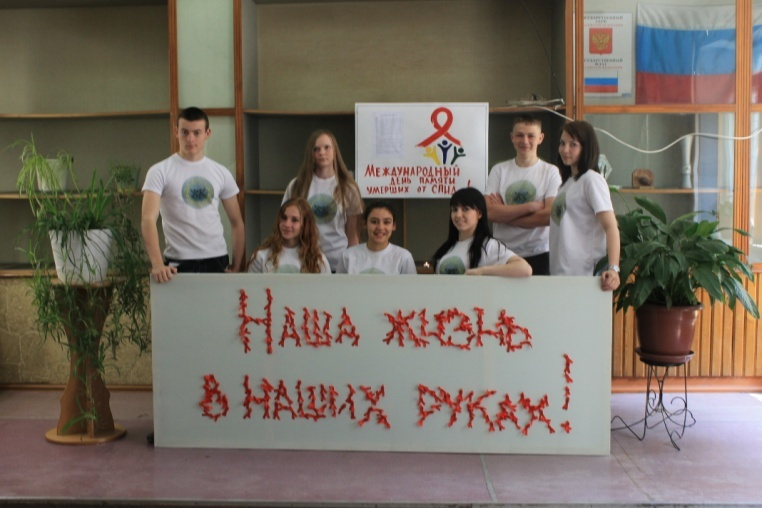 МЕЖДУНАРОДНЫЙ
ДЕНЬ ПАМЯТИ
УМЕРШИХ ОТ СПИДА!
НАША ЖИЗНЬ
В НАШИХ РУКАХ!